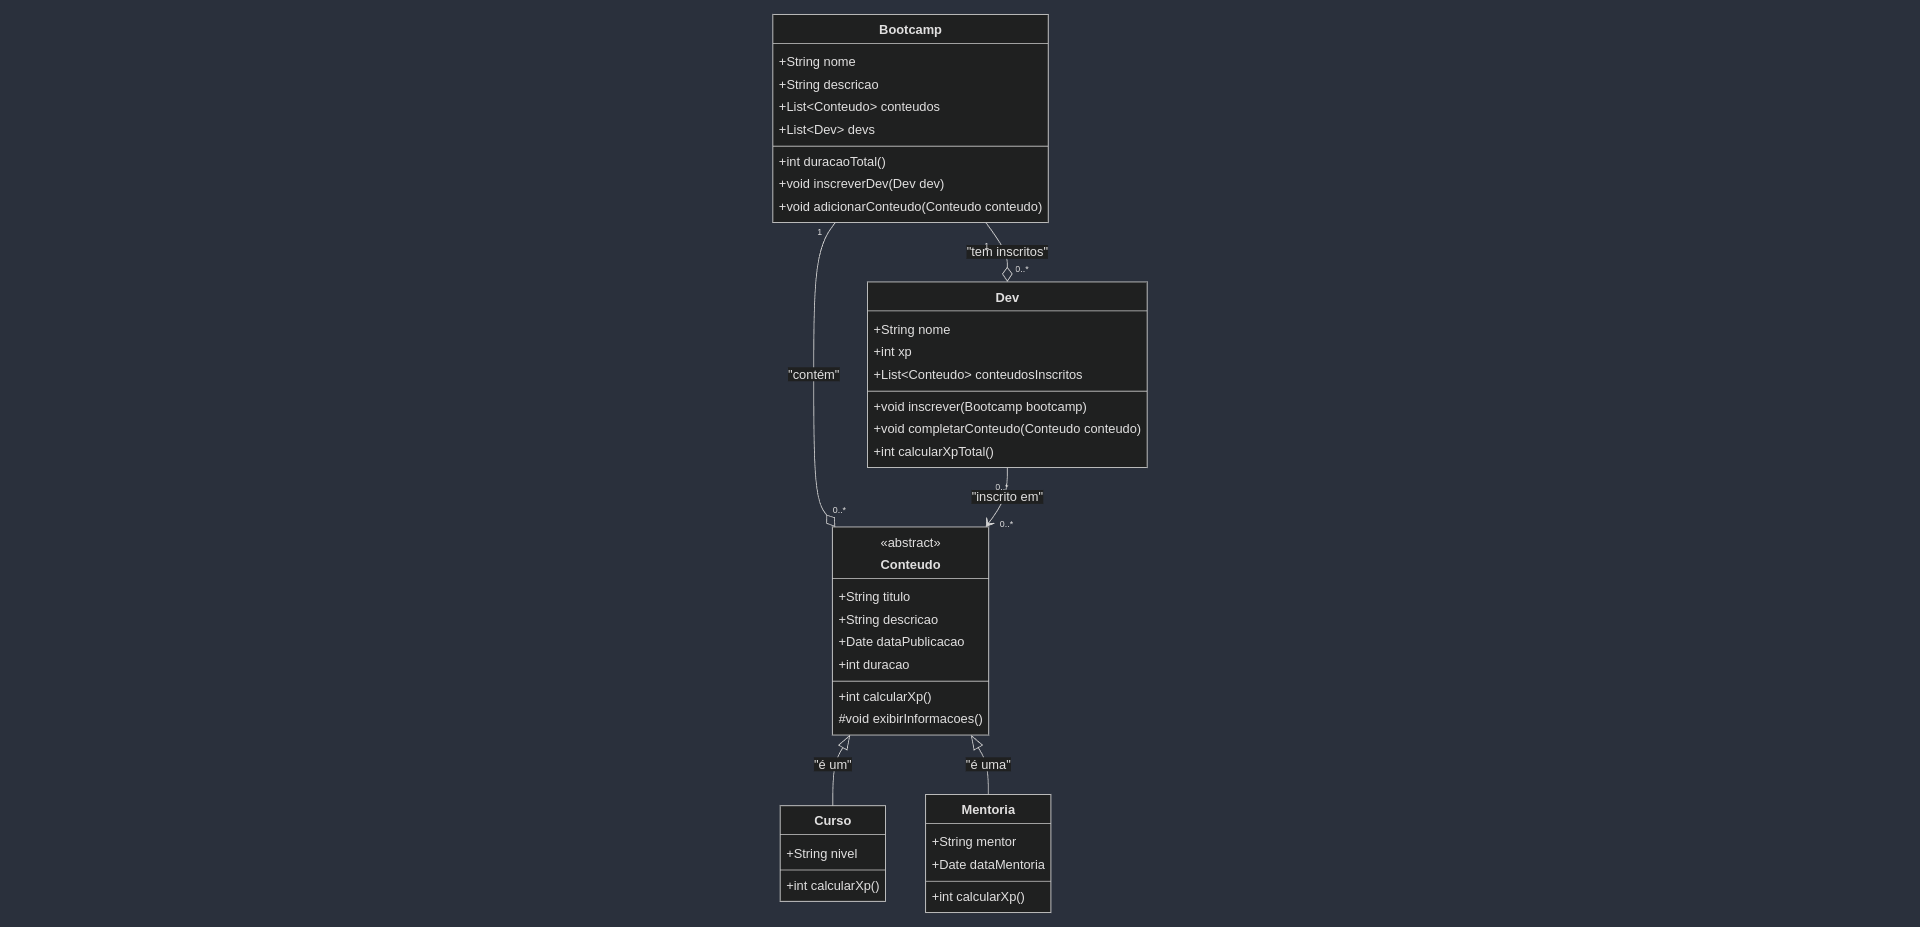 Bootcamp
+String nome
+String descricao
+List<Conteudo> conteudos
+List<Dev> devs
+int duracaoTotal()
+void inscreverDev(Dev dev)
+void adicionarConteudo(Conteudo conteudo)
1
1
"tem inscritos"
0..*
Dev
+String nome
+int xp
+List<Conteudo> conteudosInscritos
+void inscrever(Bootcamp bootcamp)
+void completarConteudo(Conteudo conteudo)
+int calcularXpTotal()
"contém"
0..*
"inscrito em"
0..*
0..*
«abstract»
Conteudo
+String titulo
+String descricao
+Date dataPublicacao
+int duracao
+int calcularXp()
#void exibirInformacoes()
"é um"
"é uma"
Curso
+String nivel
+int calcularXp()
Mentoria
+String mentor
+Date dataMentoria
+int calcularXp()